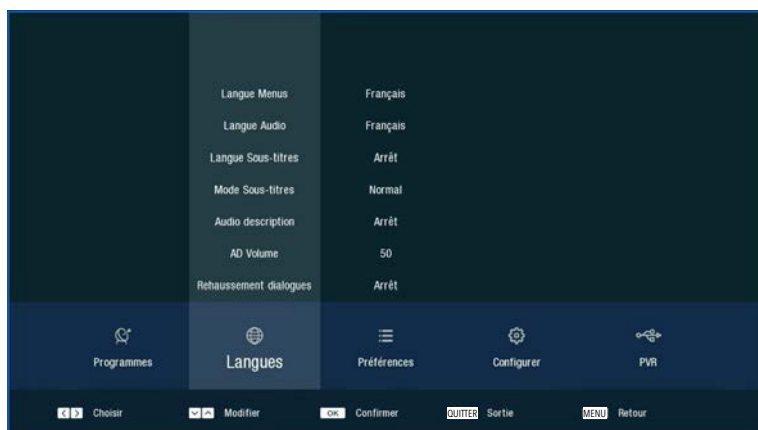 Langue Menus Français
Langue Audio Français
Langue Sous-titres Arrêt
Mode Sous-titres Normal
Audio description Arrêt
AD Volume 50
Rehaussement dialogues Arrêt
Programmes Langues Préférences Configurer PVR
Choisir Modifier OK Confirmer QUITTER Sortie MENU Retour